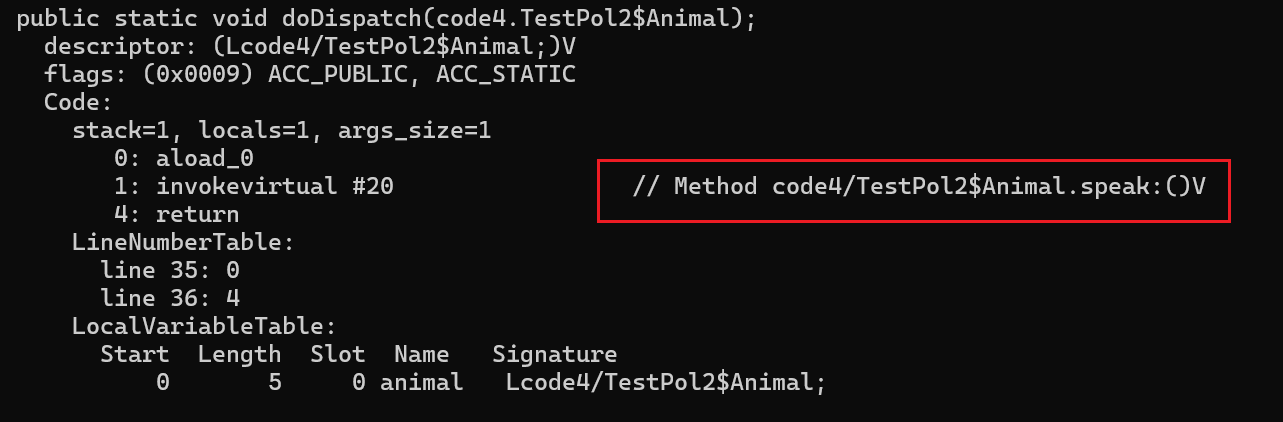 public static void doDispatch(code4.TestPol2$Animal);
descriptor: (Lcode4/TestPol2$Animal;)V
flags: (0x0009) ACC_PUBLIC, ACC_STATIC
Code:
stack=1, locals=1, args_size=1
0: aload_0
1: invokevirtual #20 // Method code4/TestPol2$Animal.speak:()V
4: return
LineNumberTable:
line 35: 0
line 36: 4
LocalVariableTable:
Start Length Slot Name Signature
0 5 0 animal Lcode4/TestPol2$Animal;